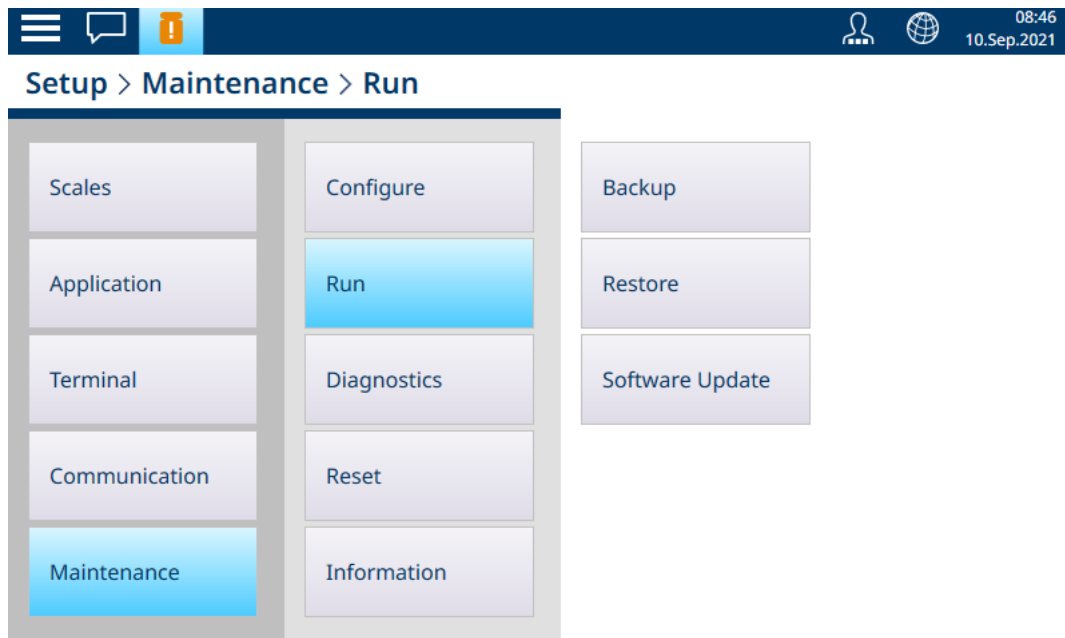 08:46
10.Sep.2021
Setup > Maintenance > Run
Scales
Configure
Backup
Application
Run
Restore
Terminal
Diagnostics
Software Update
Communication
Reset
Maintenance
Information